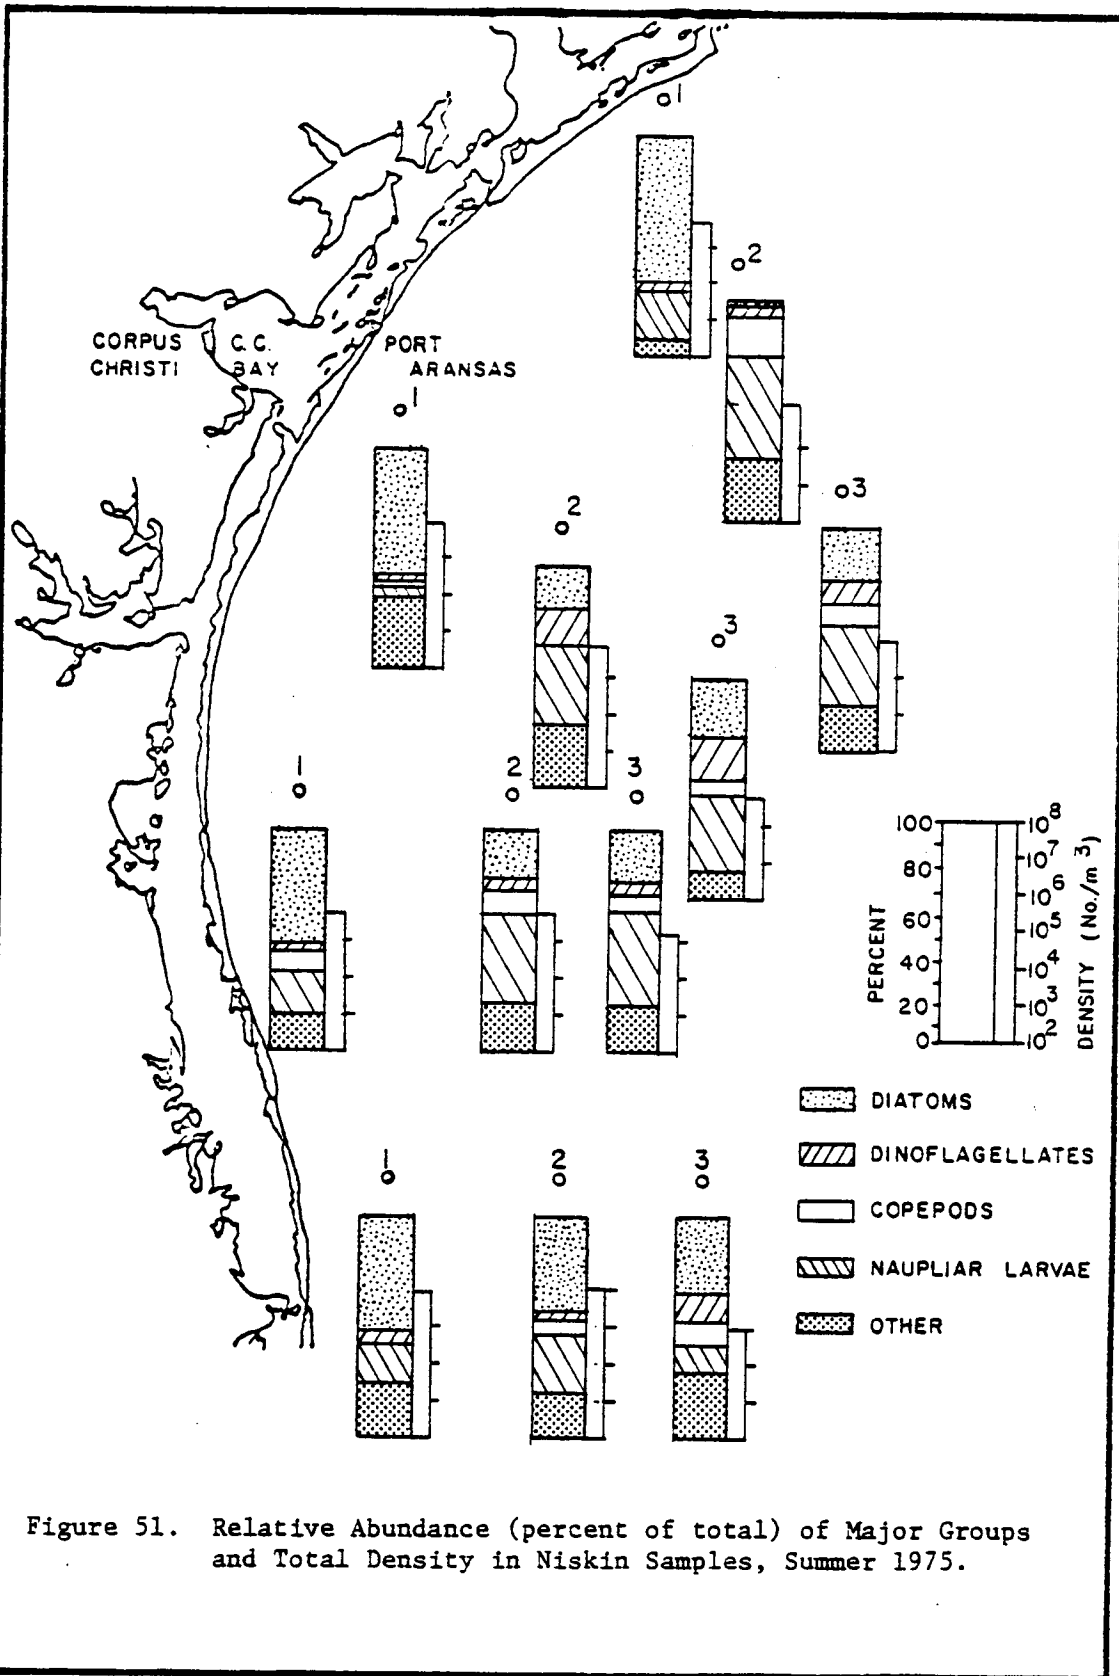 1
2
CORPUS CHRISTI
C.C. BAY
PORT ARANSAS
1
3
2
3
1
2
3
100
80
60
40
20
0
PERCENT
10^8
10^7
10^6
10^5
10^4
10^3
10^2
DENSITY (No./m^3)
DIATOMS
DINOFLAGELLATES
COPEPODS
NAUPLIAR LARVAE
OTHER
1
2
3
Figure 51. Relative Abundance (percent of total) of Major Groups
and Total Density in Niskin Samples, Summer 1975.